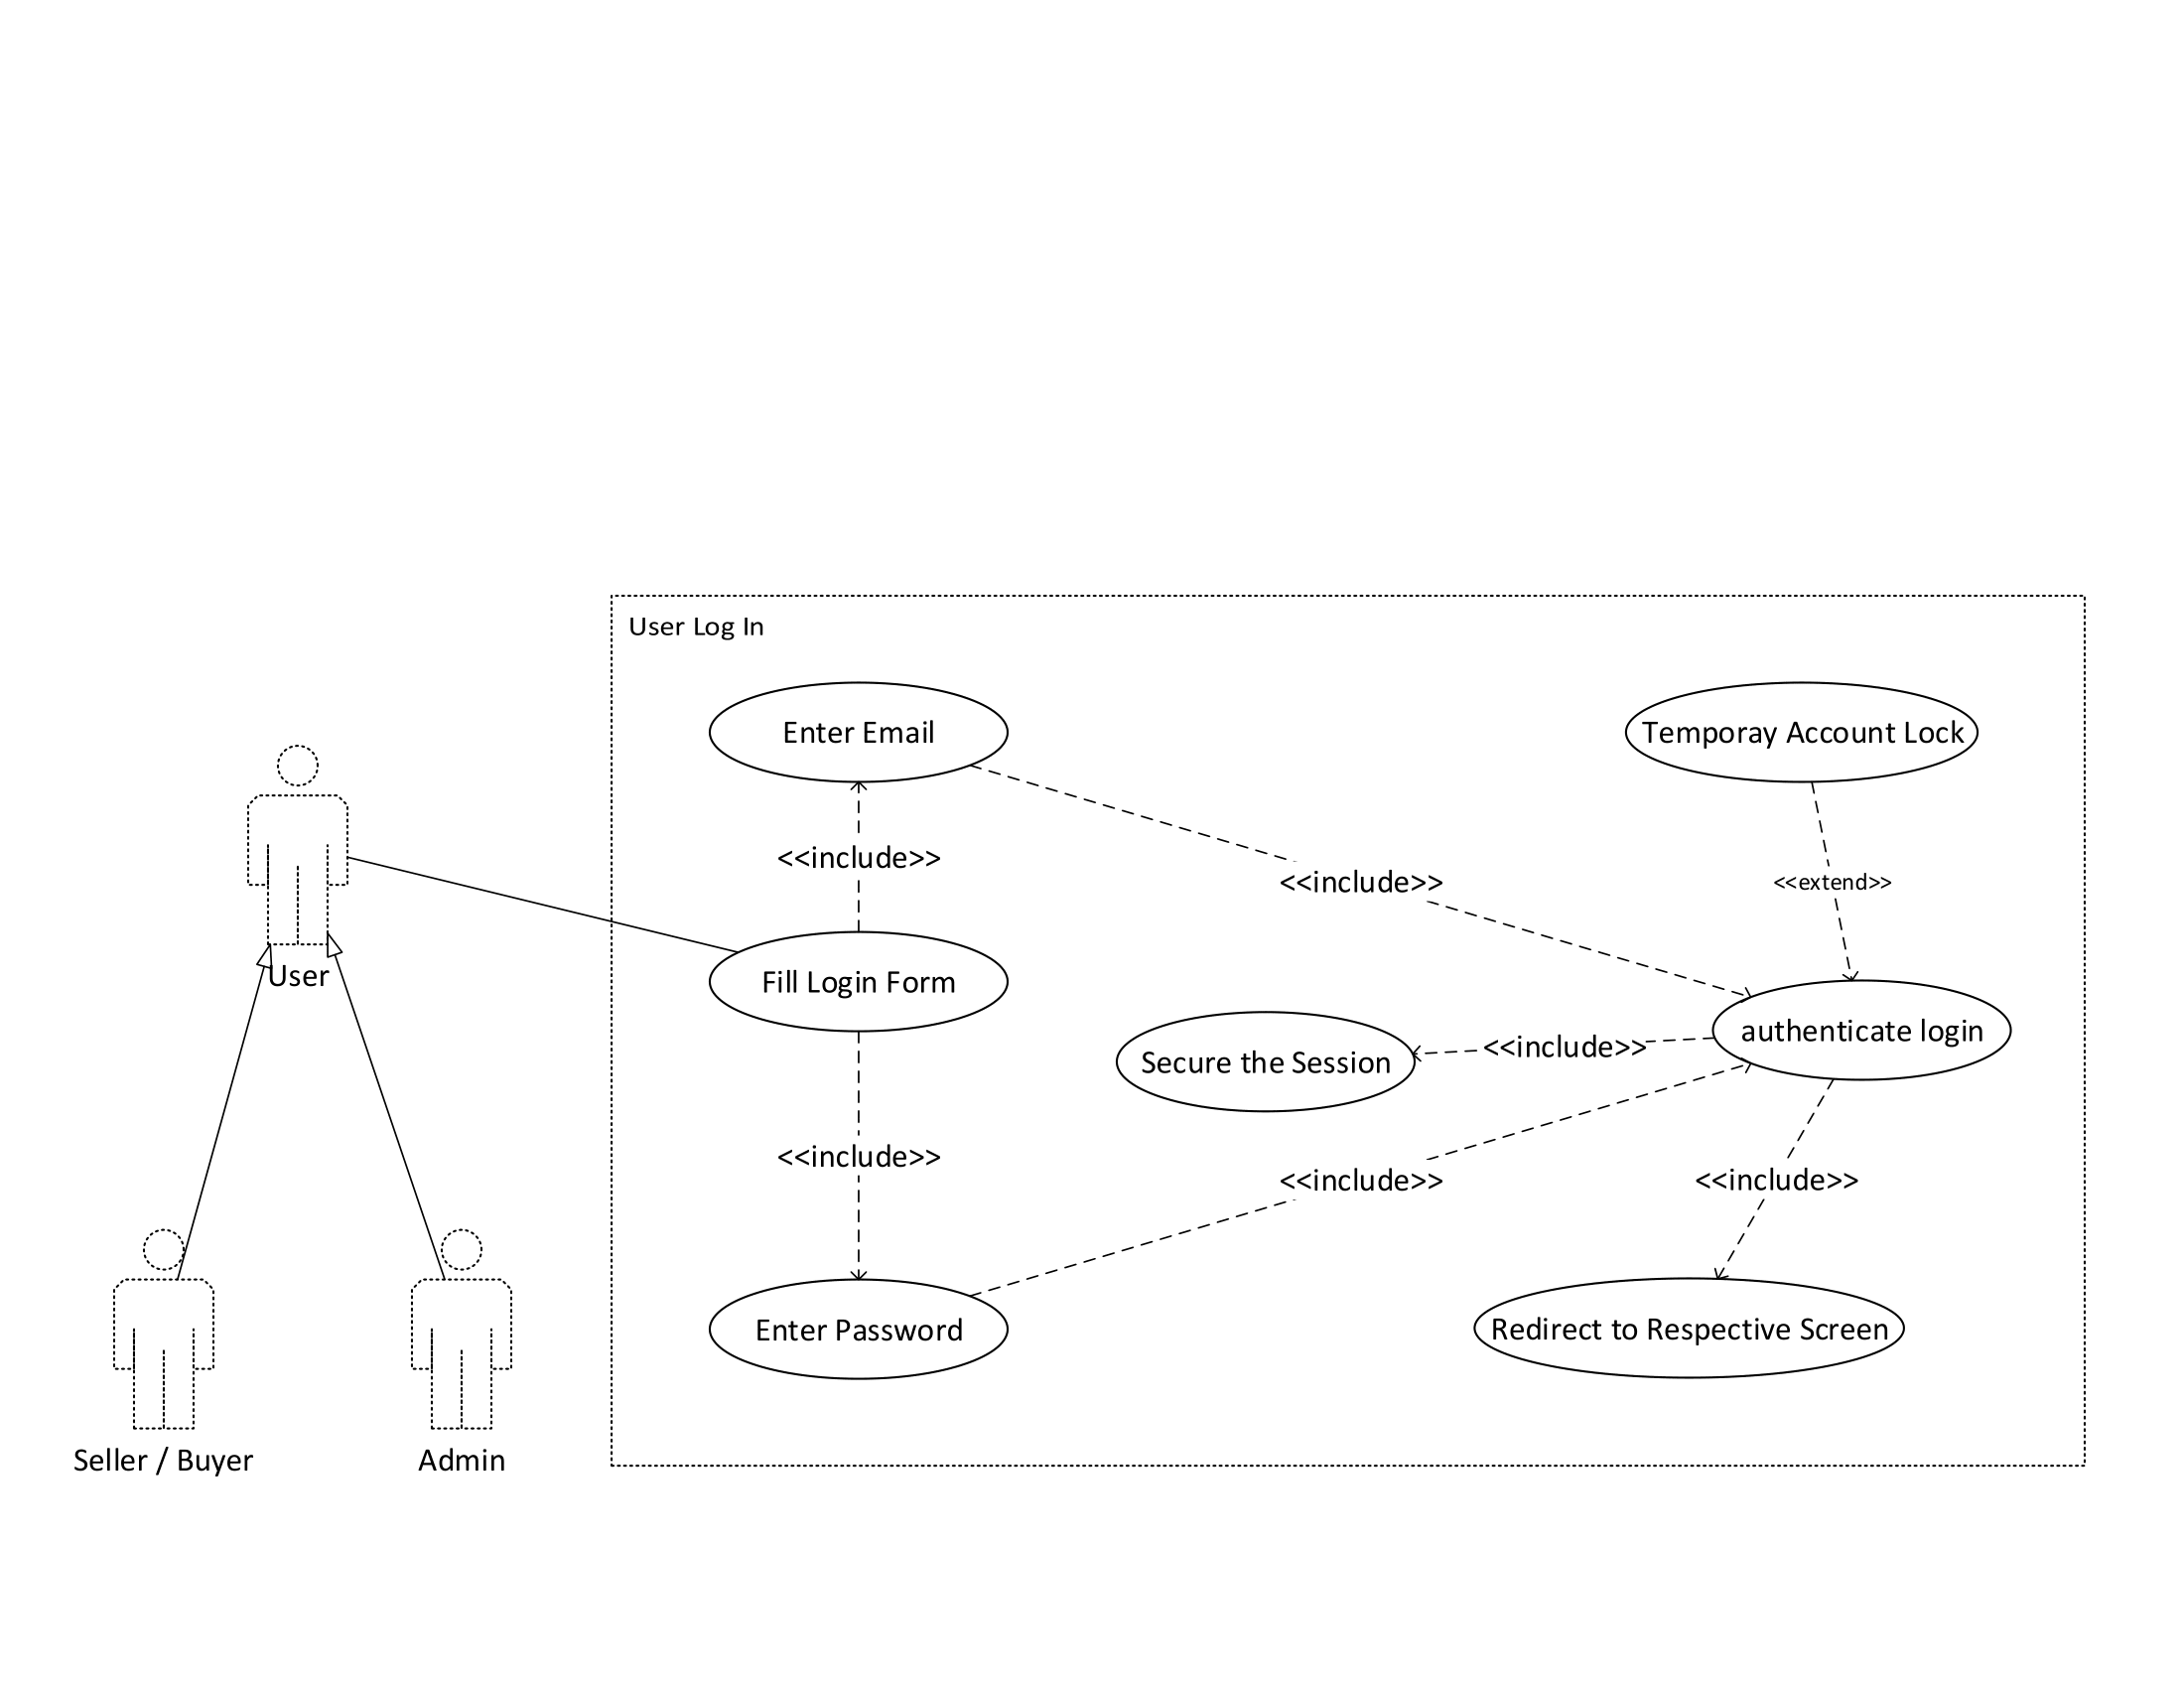 User Log In
Enter Email
Temporay Account Lock
<<include>>
<<include>>
<<extend>>
User
Fill Login Form
authenticate login
Secure the Session
<<include>>
<<include>>
<<include>>
<<include>>
Enter Password
Redirect to Respective Screen
Seller / Buyer
Admin